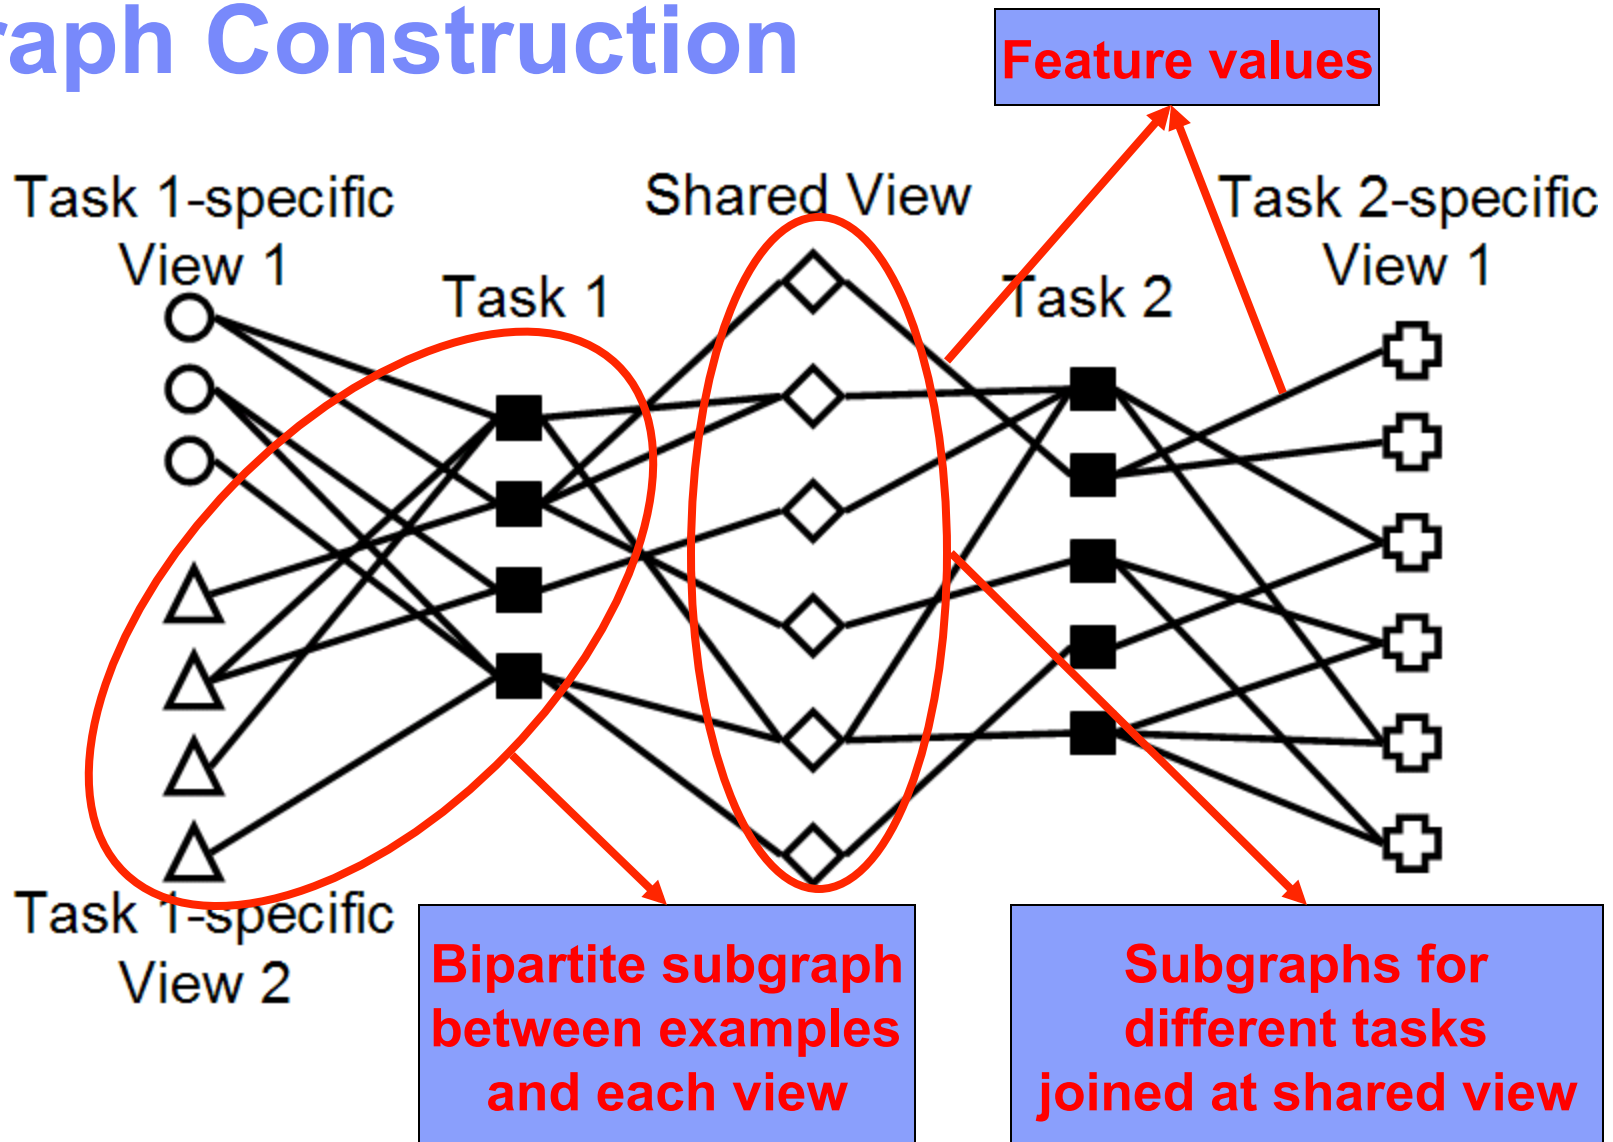 raph Construction
Feature values
Task 1-specific
View 1
Task 1
Shared View
Task 2
Task 2-specific
View 1
Task 1-specific
View 2
Bipartite subgraph
between examples
and each view
Subgraphs for
different tasks
joined at shared view